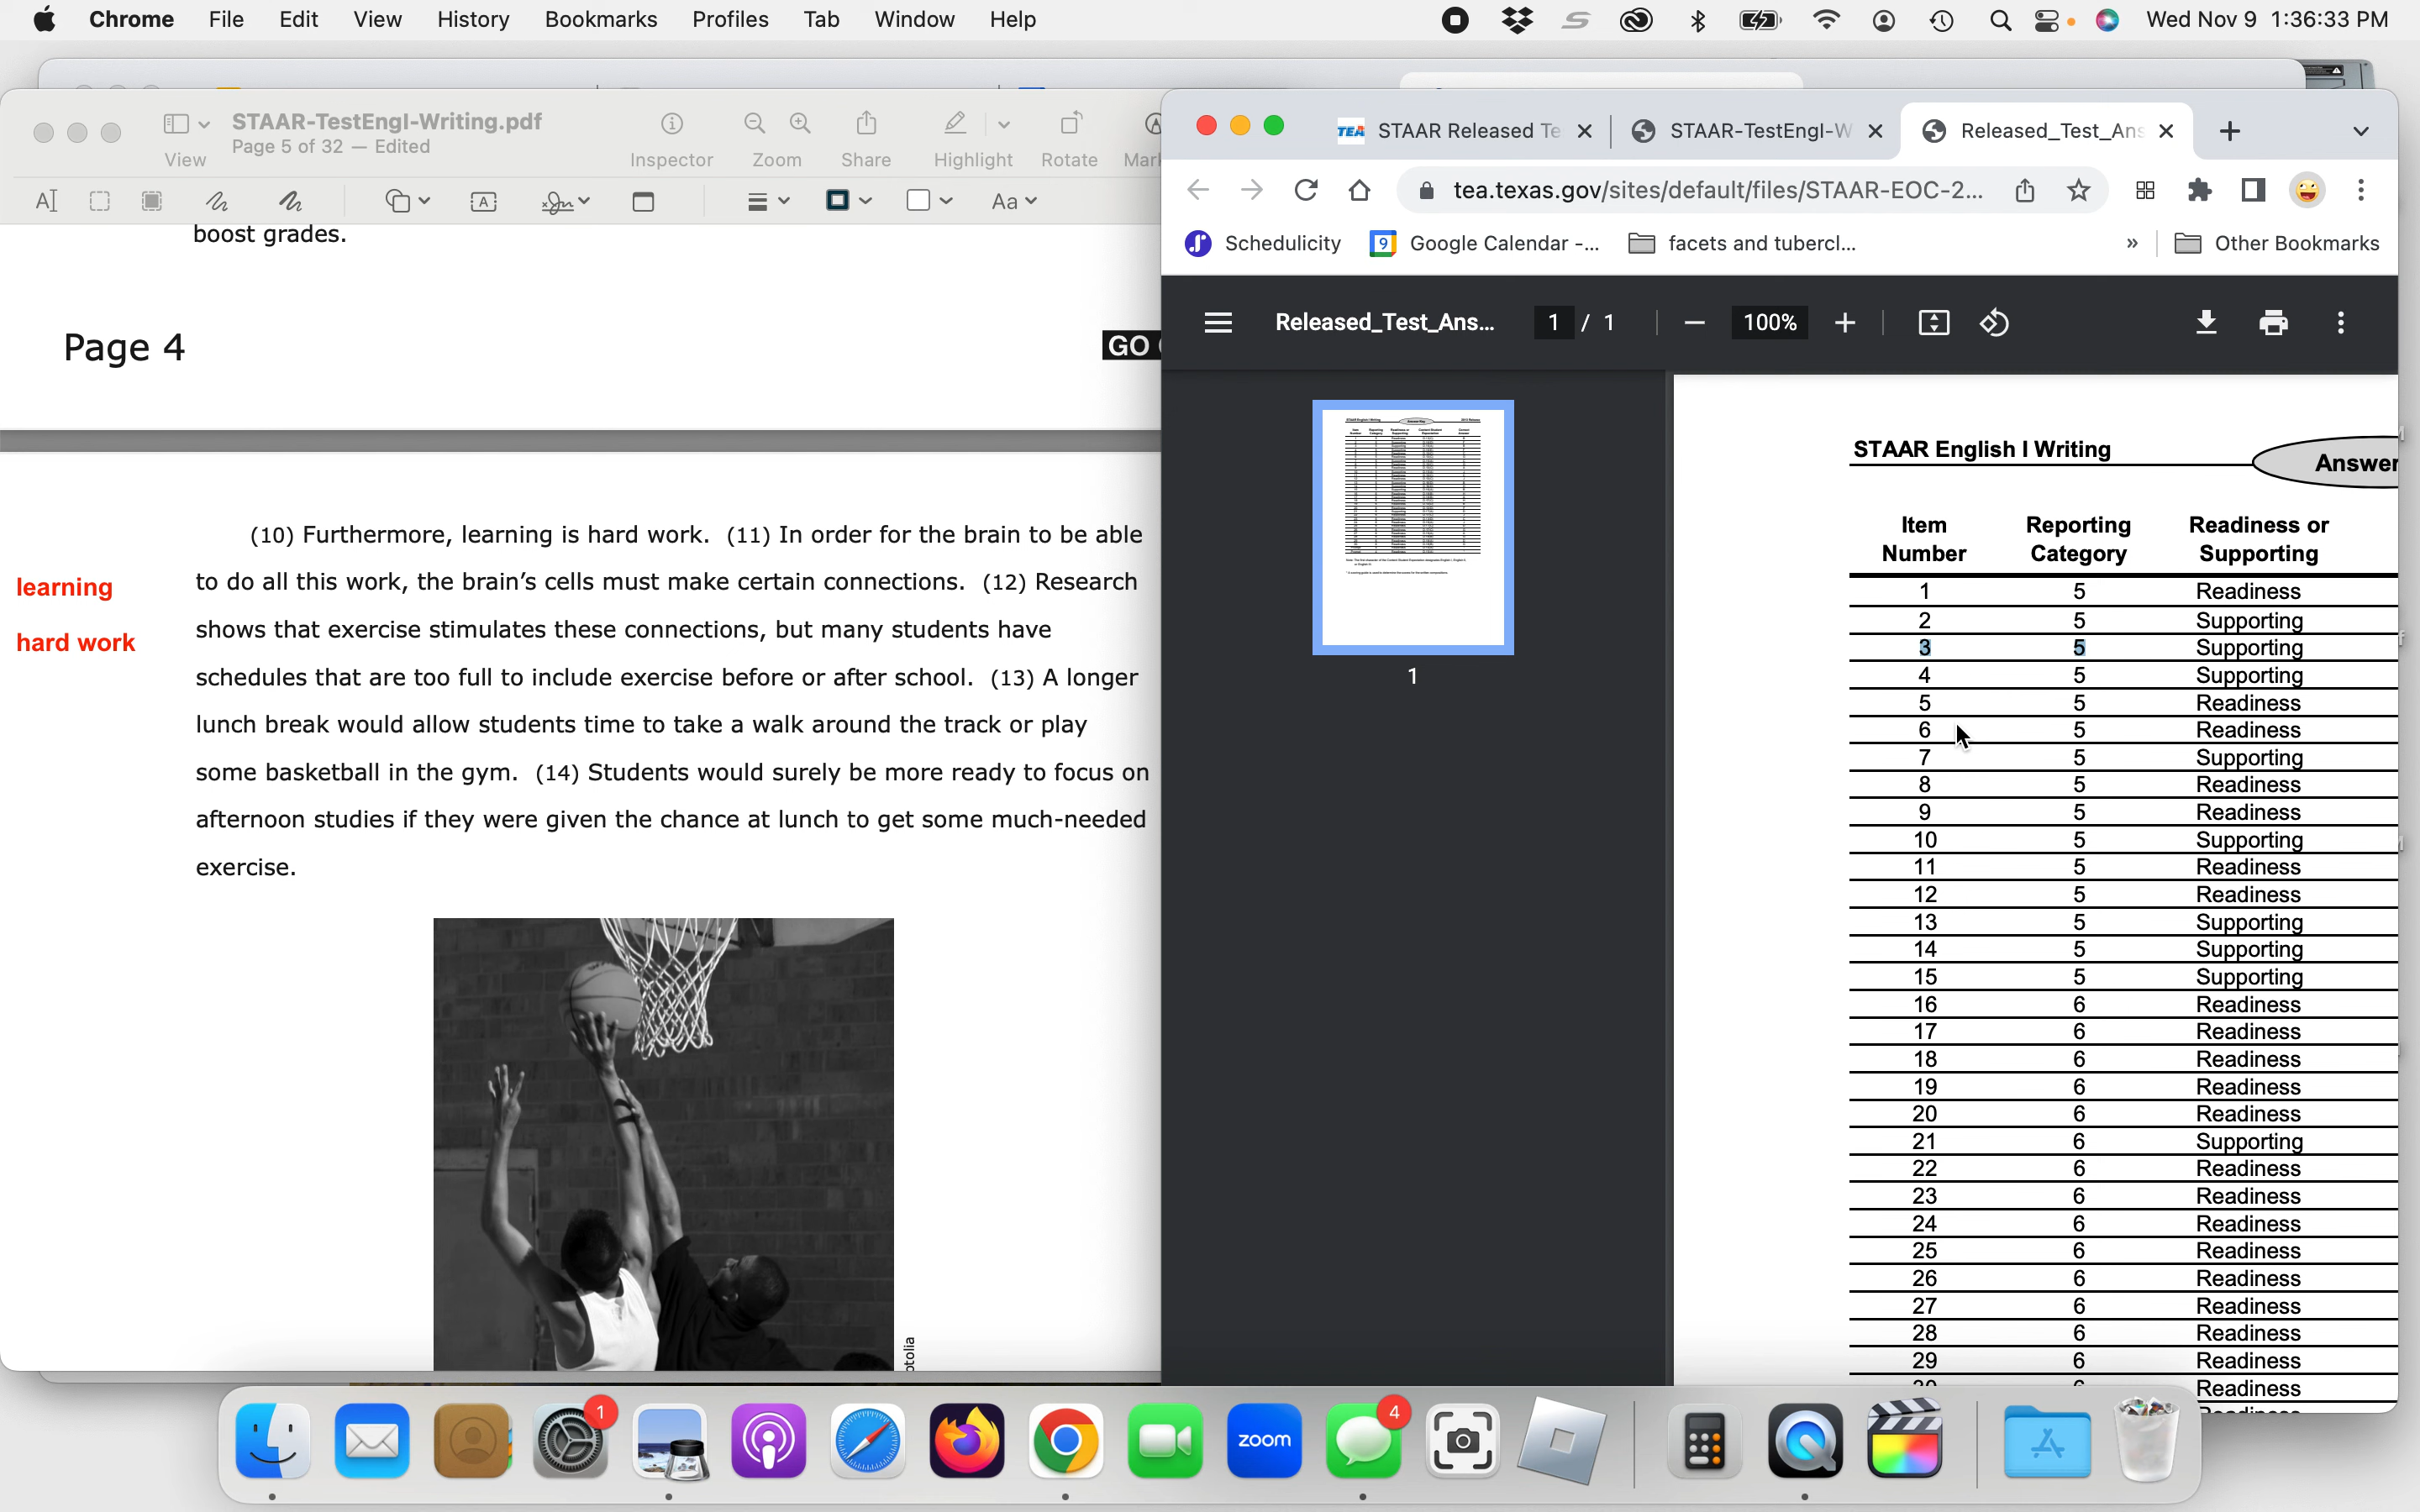 Chrome File Edit View History Bookmarks Profiles Tab Window Help Wed Nov 9 1:36:33 PM
STAAR-TestEngI-Writing.pdf
Page 5 of 32 — Edited
View Inspector Zoom Share Highlight Rotate
boost grades.
Page 4
GO
(10) Furthermore, learning is hard work. (11) In order for the brain to be able
learning
to do all this work, the brain's cells must make certain connections. (12) Research
hard work
shows that exercise stimulates these connections, but many students have
schedules that are too full to include exercise before or after school. (13) A longer
lunch break would allow students time to take a walk around the track or play
some basketball in the gym. (14) Students would surely be more ready to focus on
afternoon studies if they were given the chance at lunch to get some much-needed
exercise.
otolia
STAAR Released Te STAAR-TestEngI-W Released_Test_Ans
tea.texas.gov/sites/default/files/STAAR-EOC-2...
Schedulicity 9 Google Calendar -... facets and tubercl... » Other Bookmarks
Released_Test_Ans... 1 / 1 100%
1
STAAR English I Writing
Answer
Item Number Reporting Category Readiness or Supporting
1 5 Readiness
2 5 Supporting
3 5 Supporting
4 5 Supporting
5 5 Readiness
6 5 Readiness
7 5 Supporting
8 5 Readiness
9 5 Readiness
10 5 Supporting
11 5 Readiness
12 5 Readiness
13 5 Supporting
14 5 Supporting
15 5 Supporting
16 6 Readiness
17 6 Readiness
18 6 Readiness
19 6 Readiness
20 6 Readiness
21 6 Supporting
22 6 Readiness
23 6 Readiness
24 6 Readiness
25 6 Readiness
26 6 Readiness
27 6 Readiness
28 6 Readiness
29 6 Readiness
30 6 Readiness
1
zoom
4